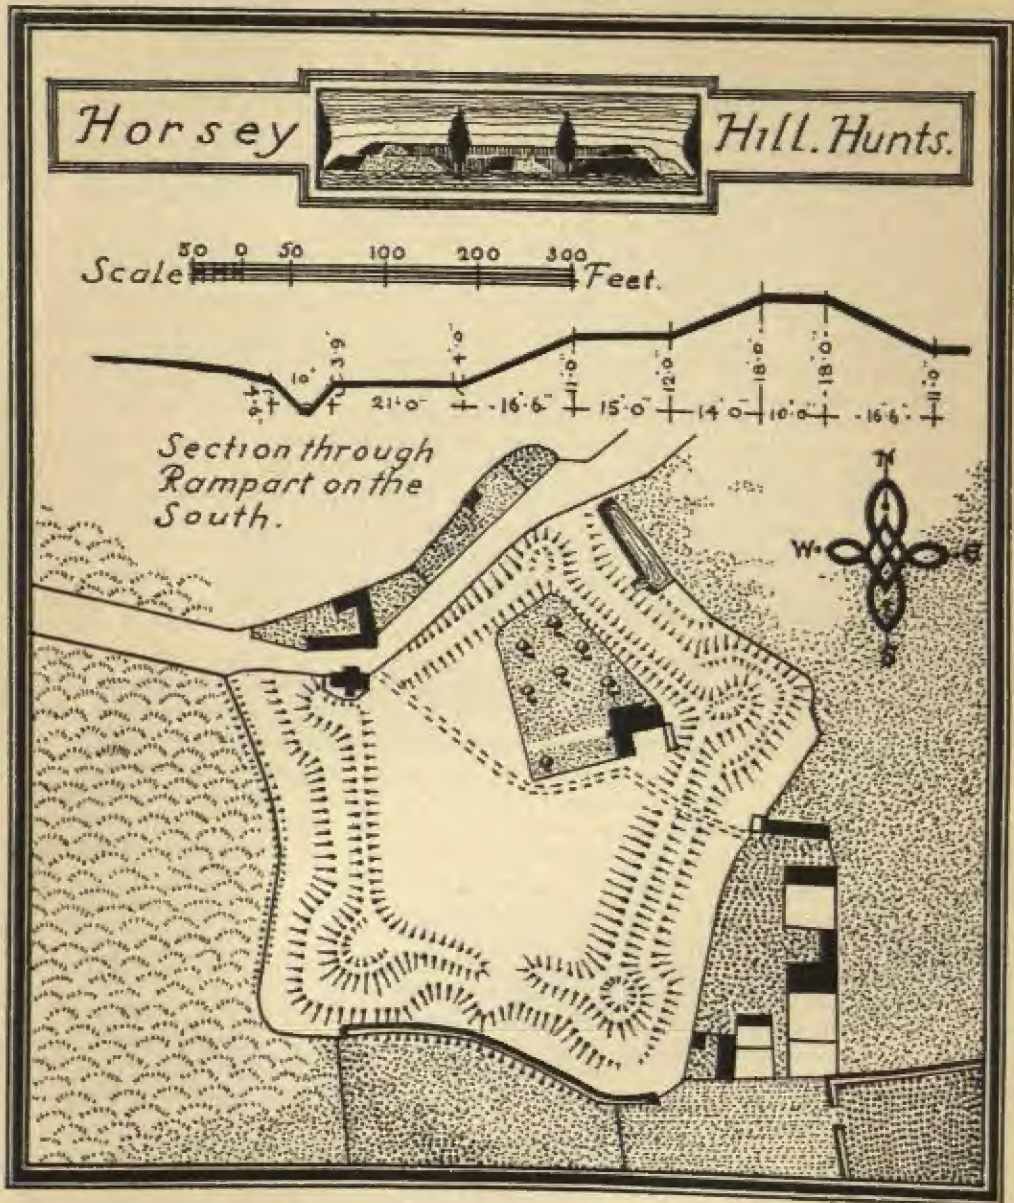 Horsey Hill. Hunts.
50 0 50 100 200 300
Scale Feet.
10" 3'.9" 4'.0" 11'.0" 12'.0" 18'.0" 18'.0" 11'.0"
21'.0" 16'.6" 15'.0" 14'.0" 10'.0" 16'.6"
Section through
Rampart on the
South.
N
W E
S